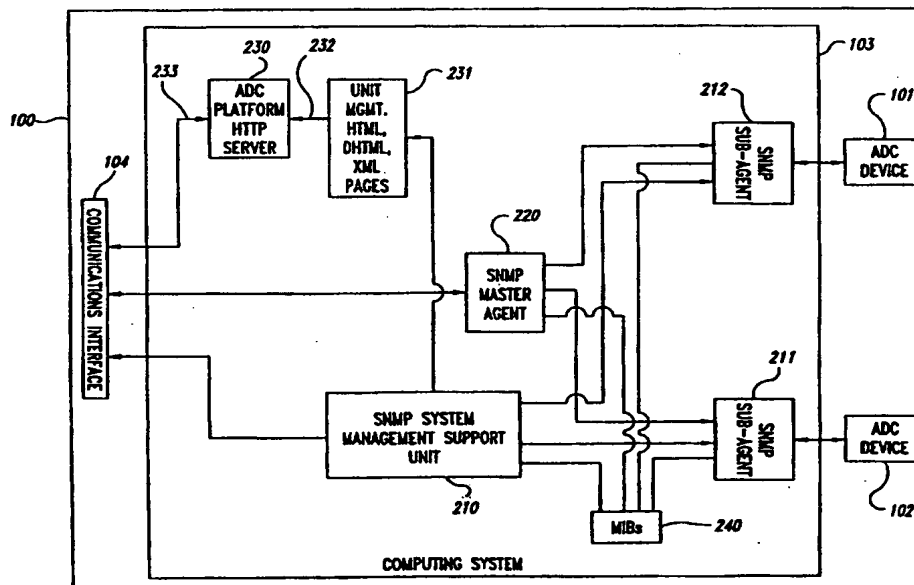 230
232
103
233
ADC
PLATFORM
HTTP
SERVER
UNIT
MGMT.
HTML,
DHTML,
XML
PAGES
231
212
101
100
SNMP
SUB-AGENT
ADC
DEVICE
104
COMMUNICATIONS INTERFACE
220
SNMP
MASTER
AGENT
211
SNMP SYSTEM
MANAGEMENT SUPPORT
UNIT
SNMP
SUB-AGENT
ADC
DEVICE
210
MIBs
240
102
COMPUTING SYSTEM